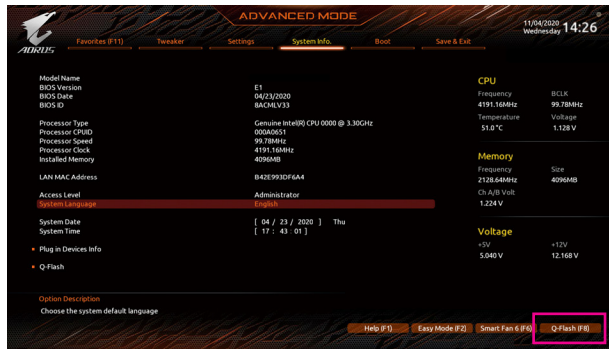 ADVANCED MODE
11/04/2020 Wednesday 14:26
AORUS
Favorites (F11) Tweaker Settings System Info. Boot Save & Exit
Model Name
BIOS Version E1
BIOS Date 04/23/2020
BIOS ID 8ACMLV33
Processor Type Genuine Intel(R) CPU 0000 @ 3.30GHz
Processor CPUID 000A0651
Processor Speed 99.78MHz
Processor Clock 4191.16MHz
Installed Memory 4096MB
LAN MAC Address B42E993DF6A4
Access Level Administrator
System Language English
System Date [ 04 / 23 / 2020 ] Thu
System Time [ 17 : 43 : 01 ]
Plug in Devices Info
Q-Flash
CPU
Frequency BCLK
4191.16MHz 99.78MHz
Temperature Voltage
51.0 °C 1.128 V
Memory
Frequency Size
2128.64MHz 4096MB
Ch A/B Volt
1.224 V
Voltage
+5V +12V
5.040 V 12.168 V
Option Description
Choose the system default language
Help (F1) Easy Mode (F2) Smart Fan 6 (F6) Q-Flash (F8)